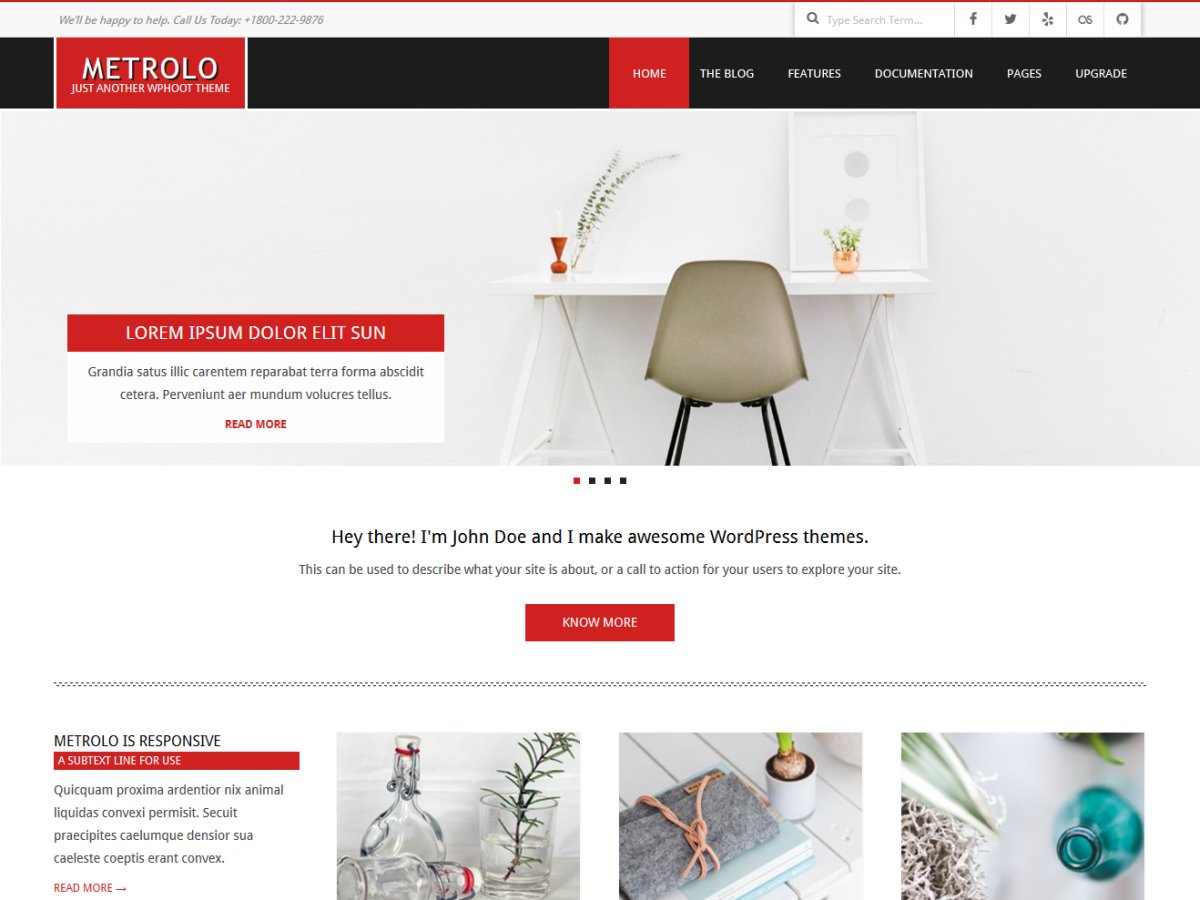 We'll be happy to help. Call Us Today: +1800-222-9876
Type Search Term...
METROLO
JUST ANOTHER WPHOOT THEME
HOME
THE BLOG
FEATURES
DOCUMENTATION
PAGES
UPGRADE
LOREM IPSUM DOLOR ELIT SUN
Grandia satus illic carentem reparabat terra forma abscidit
cetera. Perveniunt aer mundum volucres tellus.
READ MORE
Hey there! I'm John Doe and I make awesome WordPress themes.
This can be used to describe what your site is about, or a call to action for your users to explore your site.
KNOW MORE
METROLO IS RESPONSIVE
A SUBTEXT LINE FOR USE
Quicquam proxima ardentior nix animal
liquidas convexi permisit. Secuit
praecipites caelumque densior sua
caeleste coeptis erant convex.
READ MORE →